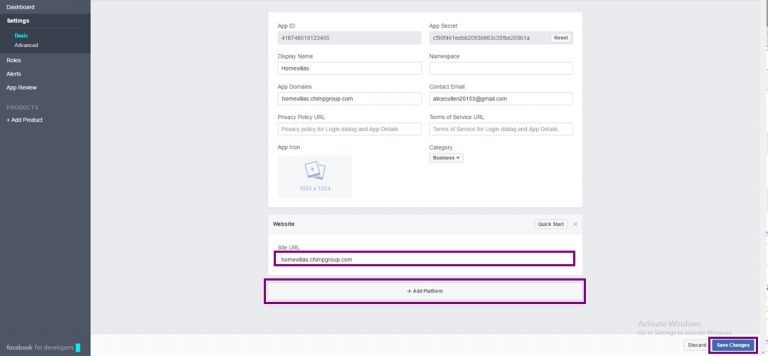 Dashboard
Settings
Basic
Advanced
Roles
Alerts
App Review
PRODUCTS
+ Add Product
facebook for developers
App ID
App Secret
418748015123456
cf90f461eebb2093b863c35fbe209b1a
Reset
Display Name
Namespace
Homevillas
App Domains
Contact Email
homevillas.chimpgroup.com
alicecullen20153@gmail.com
Privacy Policy URL
Terms of Service URL
Privacy policy for Login dialog and App Details
Terms of Service for Login dialog and App Details
App Icon
Category
Business
1024 x 1024
Website
Quick Start
Site URL
homevillas.chimpgroup.com
+ Add Platform
Activate Windows
Go to Settings to activate Windows.
Discard
Save Changes